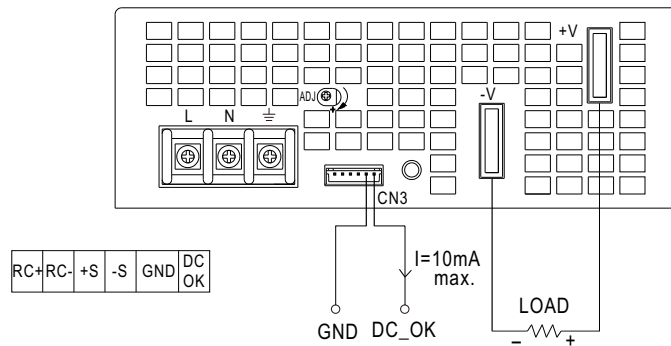 +V
-V
ADJ
+
L N ⏚
CN3
RC+ RC- +S -S GND DC OK
I=10mA
max.
GND DC_OK
LOAD
– +